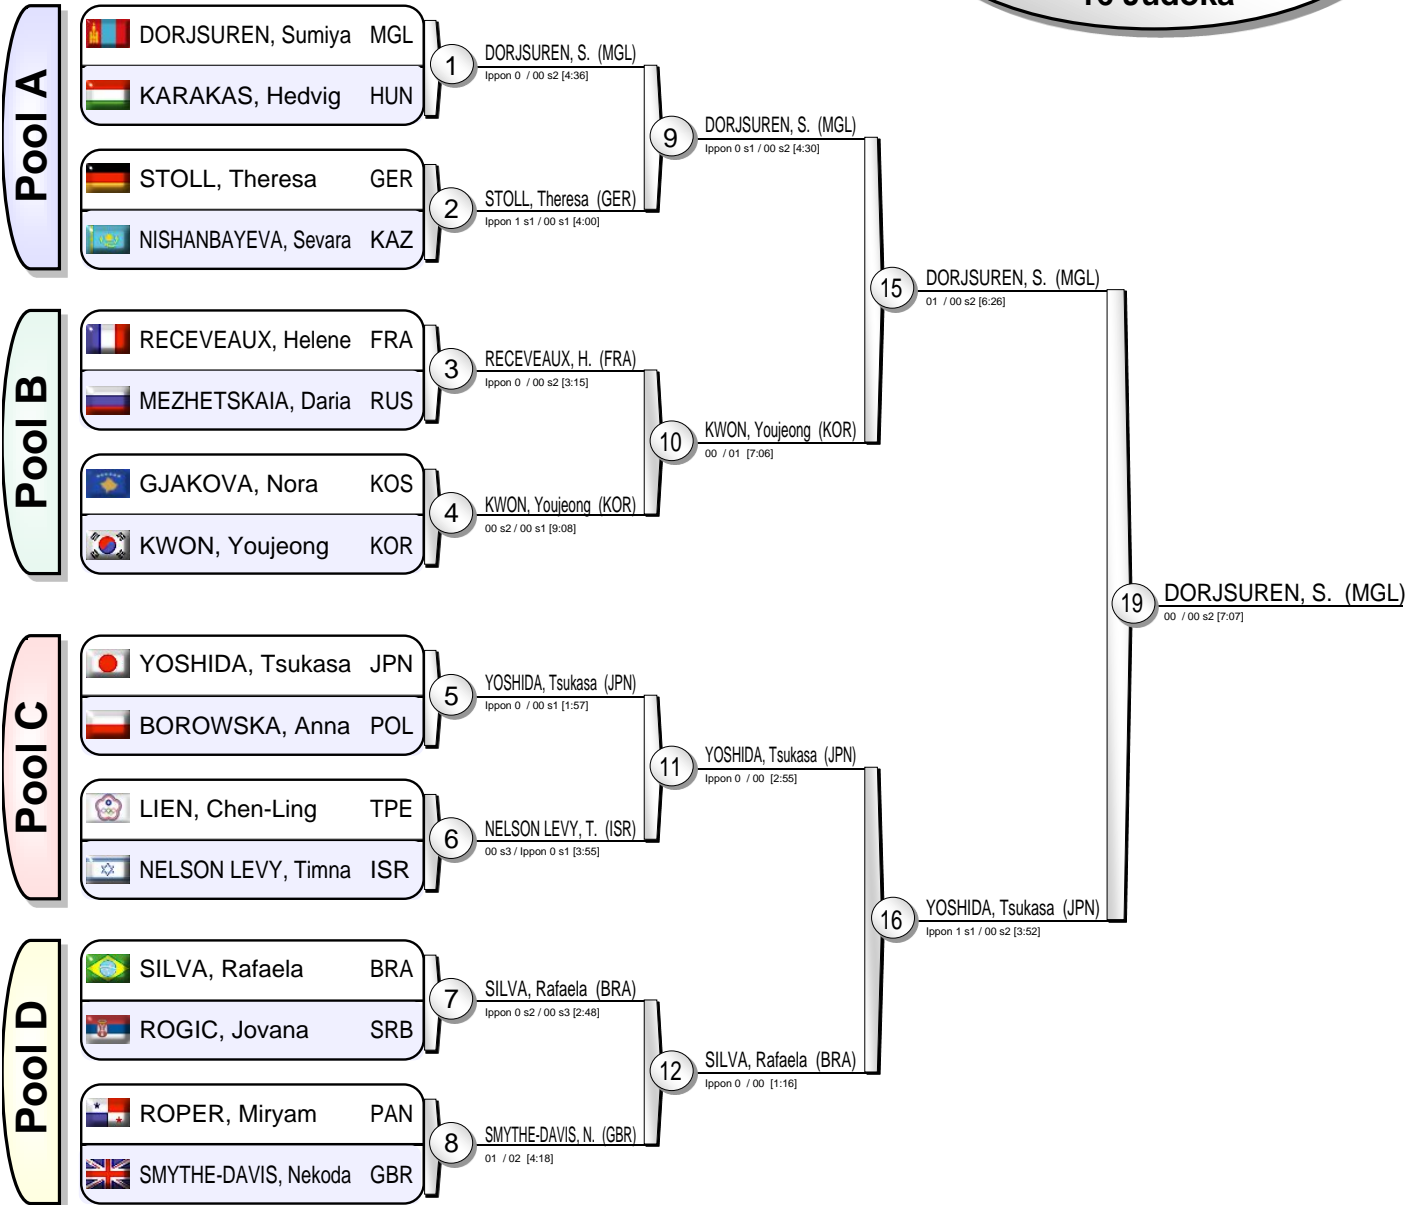 16 Judoka
Pool A
DORJSUREN, Sumiya MGL
KARAKAS, Hedvig HUN
1
DORJSUREN, S. (MGL)
Ippon 0 / 00 s2 [4:36]
STOLL, Theresa GER
NISHANBAYEVA, Sevara KAZ
2
STOLL, Theresa (GER)
Ippon 1 s1 / 00 s1 [4:00]
9
DORJSUREN, S. (MGL)
Ippon 0 s1 / 00 s2 [4:30]
Pool B
RECEVEAUX, Helene FRA
MEZHETSKAIA, Daria RUS
3
RECEVEAUX, H. (FRA)
Ippon 0 / 00 s2 [3:15]
GJAKOVA, Nora KOS
KWON, Youjeong KOR
4
KWON, Youjeong (KOR)
00 s2 / 00 s1 [9:08]
10
KWON, Youjeong (KOR)
00 / 01 [7:06]
15
DORJSUREN, S. (MGL)
01 / 00 s2 [6:26]
Pool C
YOSHIDA, Tsukasa JPN
BOROWSKA, Anna POL
5
YOSHIDA, Tsukasa (JPN)
Ippon 0 / 00 s1 [1:57]
LIEN, Chen-Ling TPE
NELSON LEVY, Timna ISR
6
NELSON LEVY, T. (ISR)
00 s3 / Ippon 0 s1 [3:55]
11
YOSHIDA, Tsukasa (JPN)
Ippon 0 / 00 [2:55]
Pool D
SILVA, Rafaela BRA
ROGIC, Jovana SRB
7
SILVA, Rafaela (BRA)
Ippon 0 s2 / 00 s3 [2:48]
ROPER, Miryam PAN
SMYTHE-DAVIS, Nekoda GBR
8
SMYTHE-DAVIS, N. (GBR)
01 / 02 [4:18]
12
SILVA, Rafaela (BRA)
Ippon 0 / 00 [1:16]
16
YOSHIDA, Tsukasa (JPN)
Ippon 1 s1 / 00 s2 [3:52]
19
DORJSUREN, S. (MGL)
00 / 00 s2 [7:07]